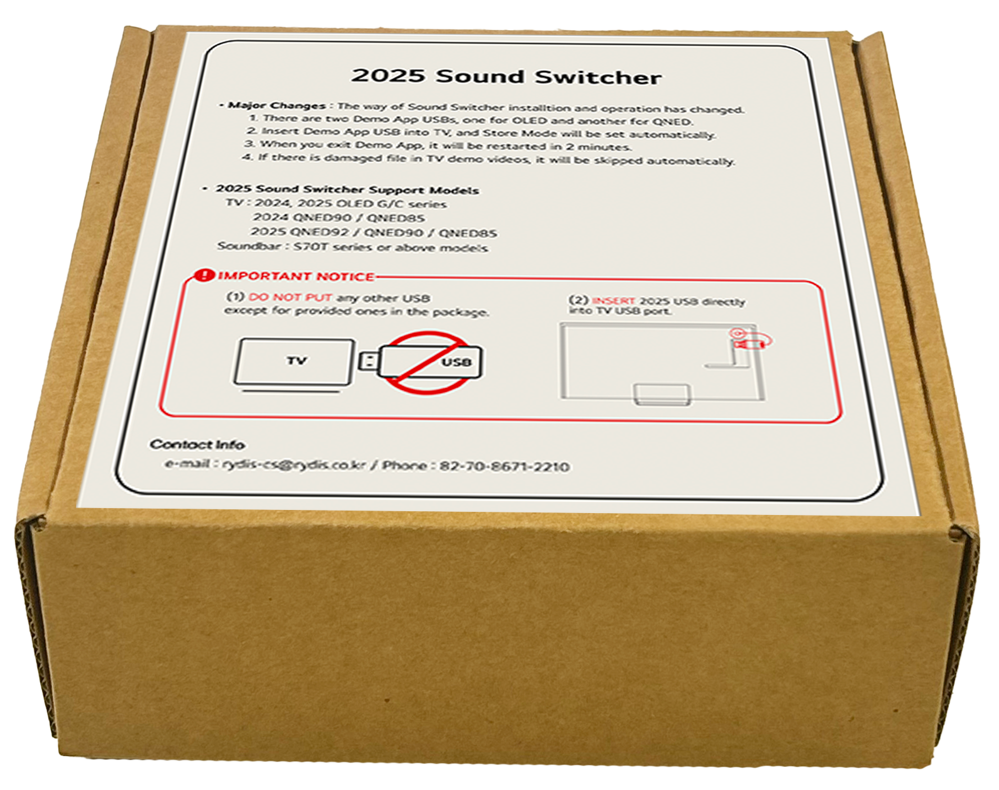 2025 Sound Switcher
• Major Changes : The way of Sound Switcher installtion and operation has changed.
1. There are two Demo App USBs, one for OLED and another for QNED.
2. Insert Demo App USB into TV, and Store Mode will be set automatically.
3. When you exit Demo App, it will be restarted in 2 minutes.
4. If there is damaged file in TV demo videos, it will be skipped automatically.
• 2025 Sound Switcher Support Models
TV : 2024, 2025 OLED G/C series
2024 QNED90 / QNED85
2025 QNED92 / QNED90 / QNED85
Soundbar : S70T series or above models
! IMPORTANT NOTICE
(1) DO NOT PUT any other USB
except for provided ones in the package.
TV
USB
(2) INSERT 2025 USB directly
into TV USB port.
Contact Info
e-mail : rydis-cs@rydis.co.kr / Phone : 82-70-8671-2210